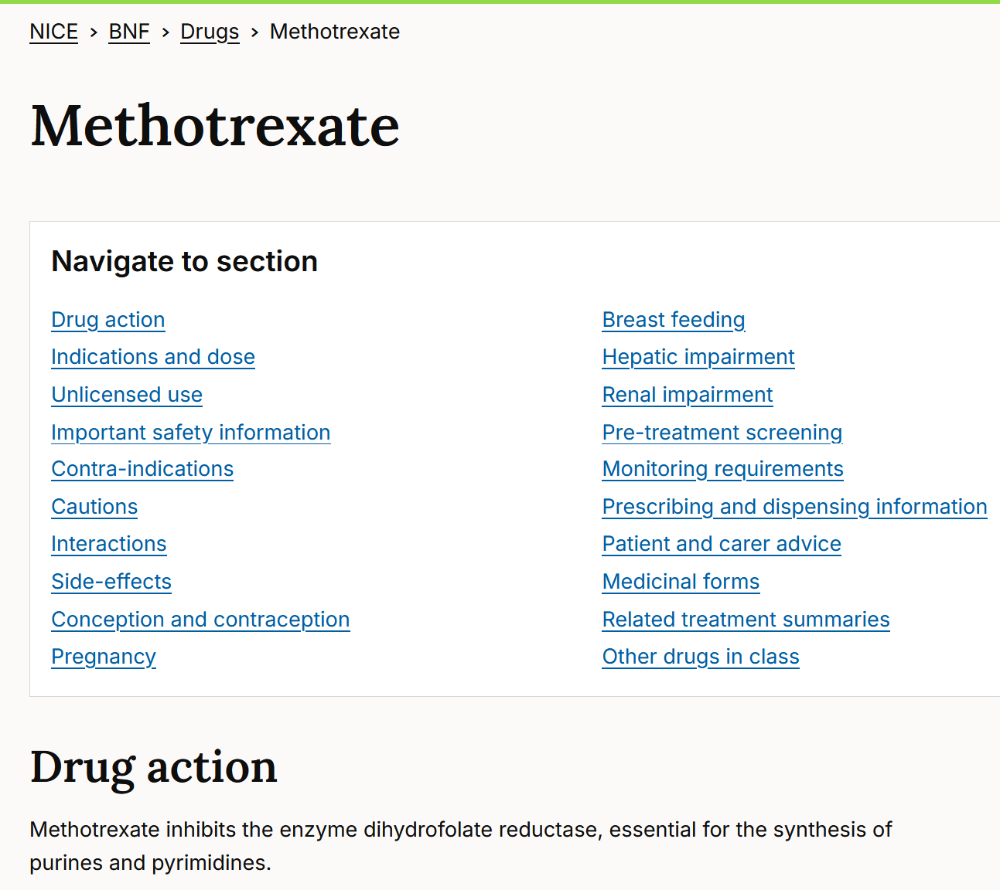 NICE > BNF > Drugs > Methotrexate
Methotrexate
Navigate to section
Drug action
Indications and dose
Unlicensed use
Important safety information
Contra-indications
Cautions
Interactions
Side-effects
Conception and contraception
Pregnancy
Breast feeding
Hepatic impairment
Renal impairment
Pre-treatment screening
Monitoring requirements
Prescribing and dispensing information
Patient and carer advice
Medicinal forms
Related treatment summaries
Other drugs in class
Drug action
Methotrexate inhibits the enzyme dihydrofolate reductase, essential for the synthesis of
purines and pyrimidines.